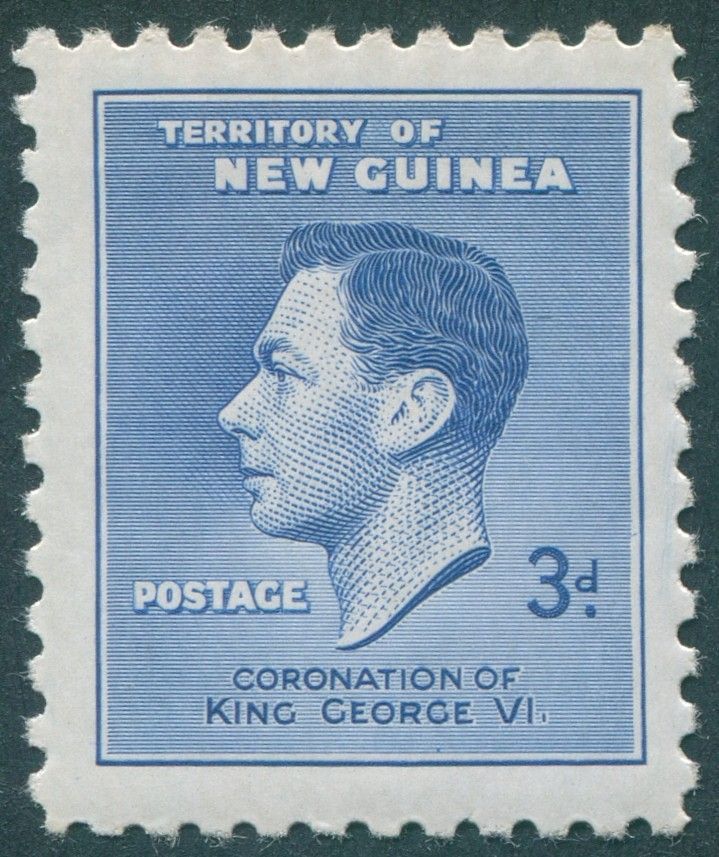 TERRITORY OF
NEW GUINEA
POSTAGE
3d.
CORONATION OF
KING GEORGE VI.